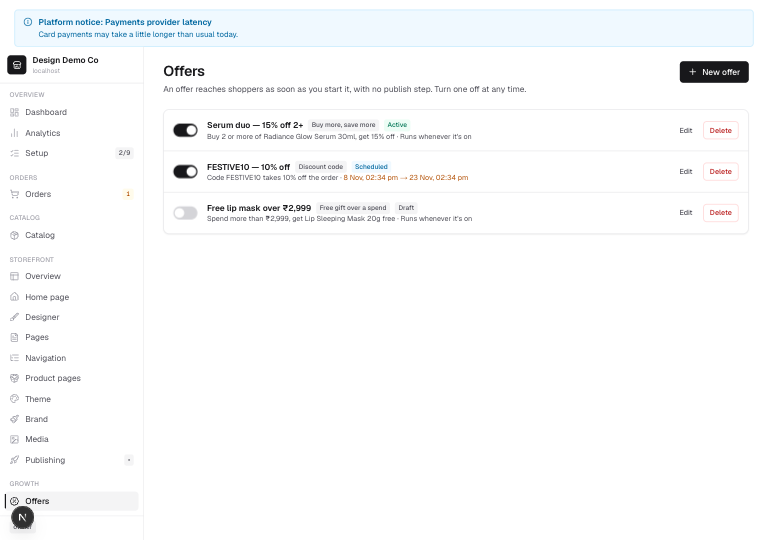 Platform notice: Payments provider latency
Card payments may take a little longer than usual today.
Design Demo Co
localhost
OVERVIEW
Dashboard
Analytics
Setup 2/9
ORDERS
Orders 1
CATALOG
Catalog
STOREFRONT
Overview
Home page
Designer
Pages
Navigation
Product pages
Theme
Brand
Media
Publishing
GROWTH
Offers
N
Offers
New offer
An offer reaches shoppers as soon as you start it, with no publish step. Turn one off at any time.
Serum duo — 15% off 2+ Buy more, save more Active
Buy 2 or more of Radiance Glow Serum 30ml, get 15% off · Runs whenever it's on
Edit Delete
FESTIVE10 — 10% off Discount code Scheduled
Code FESTIVE10 takes 10% off the order · 8 Nov, 02:34 pm → 23 Nov, 02:34 pm
Edit Delete
Free lip mask over ₹2,999 Free gift over a spend Draft
Spend more than ₹2,999, get Lip Sleeping Mask 20g free · Runs whenever it's on
Edit Delete